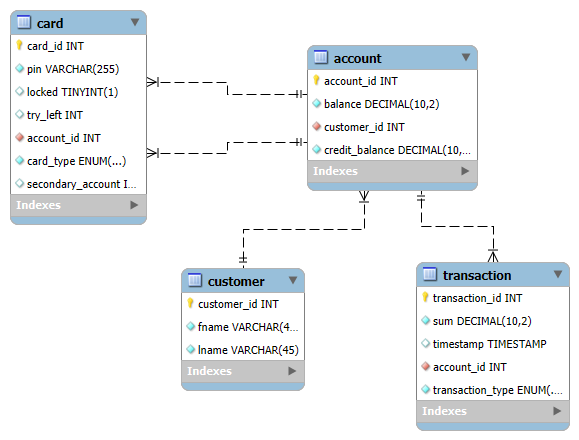 card
card_id INT
pin VARCHAR(255)
locked TINYINT(1)
try_left INT
account_id INT
card_type ENUM(...)
secondary_account I...
Indexes
account
account_id INT
balance DECIMAL(10,2)
customer_id INT
credit_balance DECIMAL(10,...
Indexes
customer
customer_id INT
fname VARCHAR(4...
lname VARCHAR(45)
Indexes
transaction
transaction_id INT
sum DECIMAL(10,2)
timestamp TIMESTAMP
account_id INT
transaction_type ENUM(...
Indexes